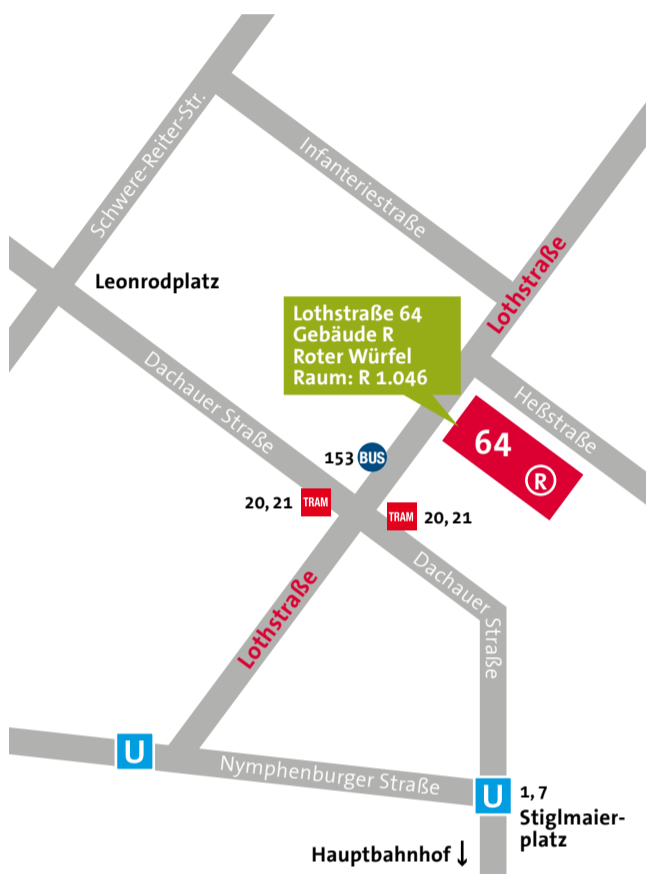 Schwere-Reiter-Str.
Infanteriestraße
Leonrodplatz
Lothstraße
Lothstraße 64
Gebäude R
Roter Würfel
Raum: R 1.046
Heßstraße
Dachauer Straße
64
R
153 BUS
20, 21 TRAM
TRAM 20, 21
Dachauer
Straße
Lothstraße
U
Nymphenburger Straße
U 1, 7
Stiglmaier-
platz
Hauptbahnhof ↓